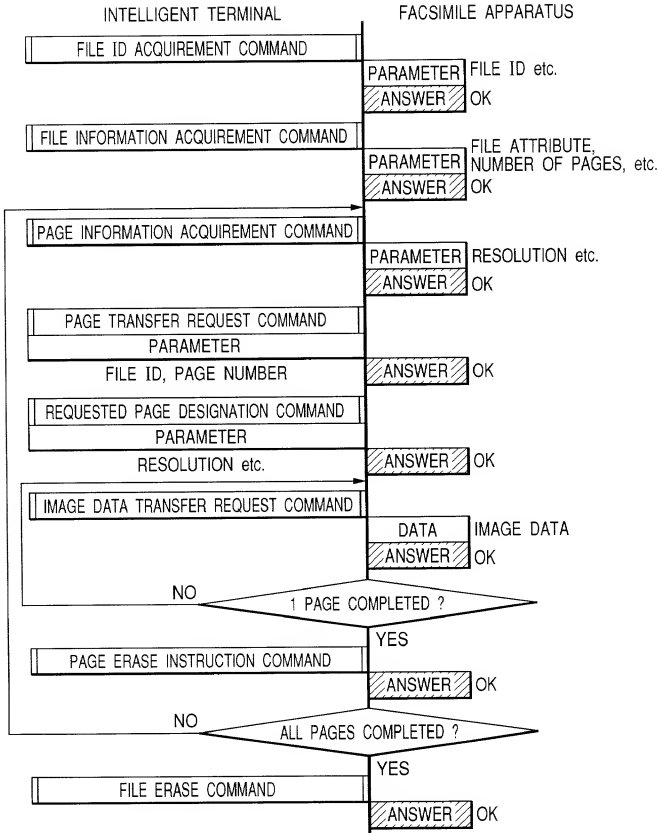 INTELLIGENT TERMINAL
FACSIMILE APPARATUS
FILE ID ACQUIREMENT COMMAND
PARAMETER
FILE ID etc.
ANSWER
OK
FILE INFORMATION ACQUIREMENT COMMAND
PARAMETER
FILE ATTRIBUTE,
NUMBER OF PAGES, etc.
ANSWER
OK
PAGE INFORMATION ACQUIREMENT COMMAND
PARAMETER
RESOLUTION etc.
ANSWER
OK
PAGE TRANSFER REQUEST COMMAND
PARAMETER
FILE ID, PAGE NUMBER
ANSWER
OK
REQUESTED PAGE DESIGNATION COMMAND
PARAMETER
RESOLUTION etc.
ANSWER
OK
IMAGE DATA TRANSFER REQUEST COMMAND
DATA
IMAGE DATA
ANSWER
OK
NO
1 PAGE COMPLETED ?
YES
PAGE ERASE INSTRUCTION COMMAND
ANSWER
OK
NO
ALL PAGES COMPLETED ?
YES
FILE ERASE COMMAND
ANSWER
OK